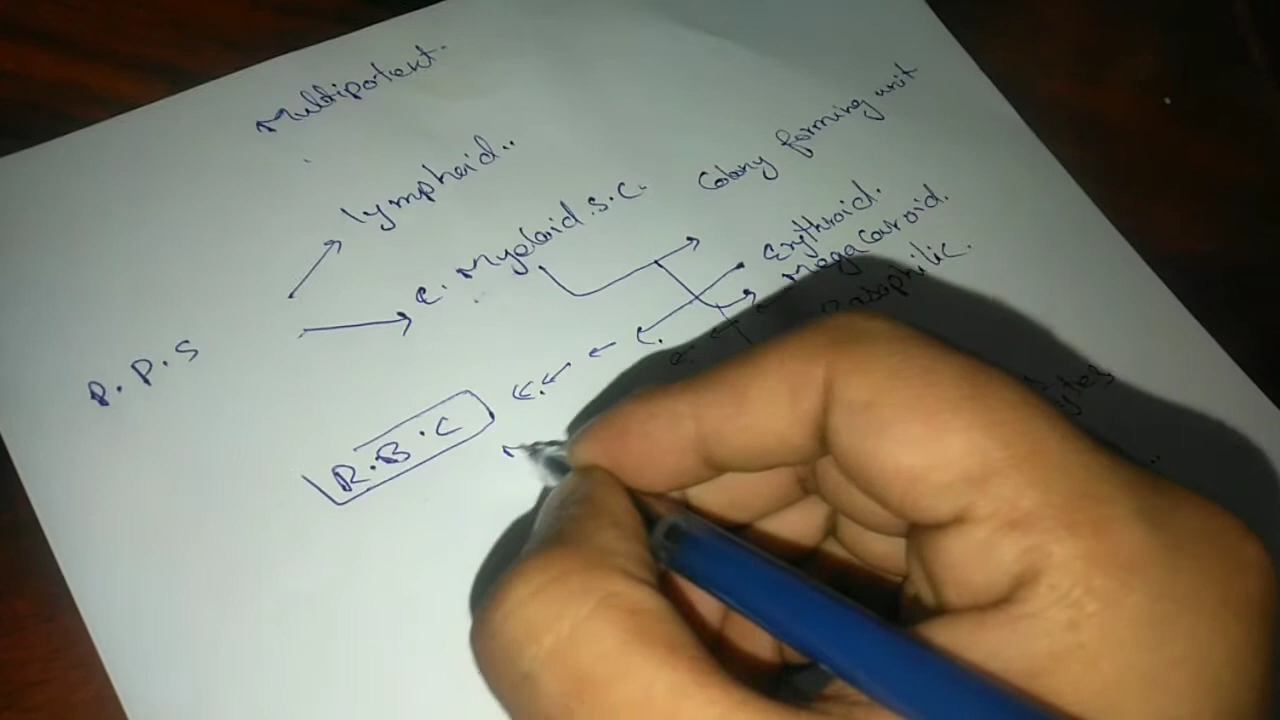 Multipotent.
lymphoid..
Colony forming unit
C. Myeloid S.C.
Erythroid.
Megacaroid.
Basophilic.
P.P.S
R.B.C